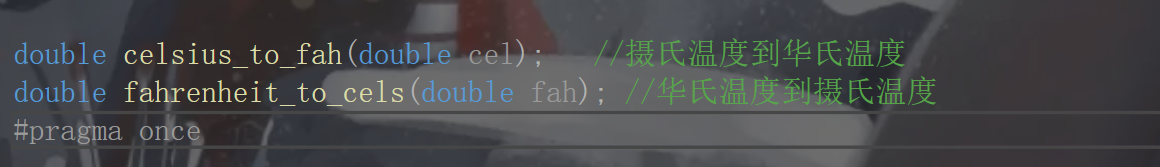 double celsius_to_fah(double cel);   //摄氏温度到华氏温度
double fahrenheit_to_cels(double fah); //华氏温度到摄氏温度
#pragma once